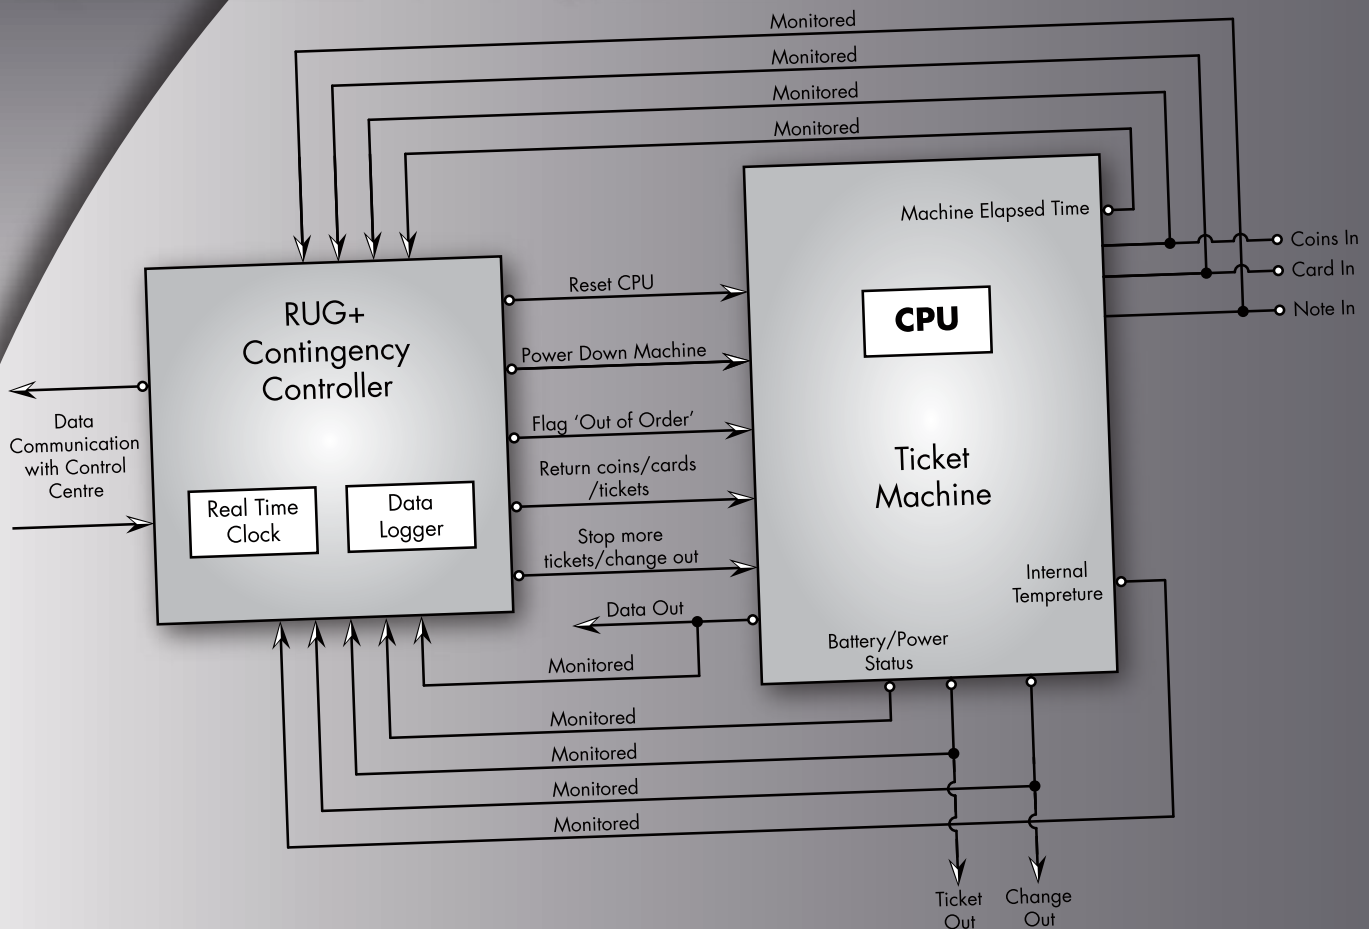 Monitored
Monitored
Monitored
Monitored
Machine Elapsed Time
Coins In
Card In
Note In
RUG+
Contingency
Controller
Real Time
Clock
Data
Logger
Data
Communication
with Control
Centre
Reset CPU
Power Down Machine
Flag ‘Out of Order’
Return coins/cards
/tickets
Stop more
tickets/change out
Data Out
CPU
Ticket
Machine
Internal
Tempreture
Battery/Power
Status
Monitored
Monitored
Monitored
Monitored
Monitored
Ticket
Out
Change
Out